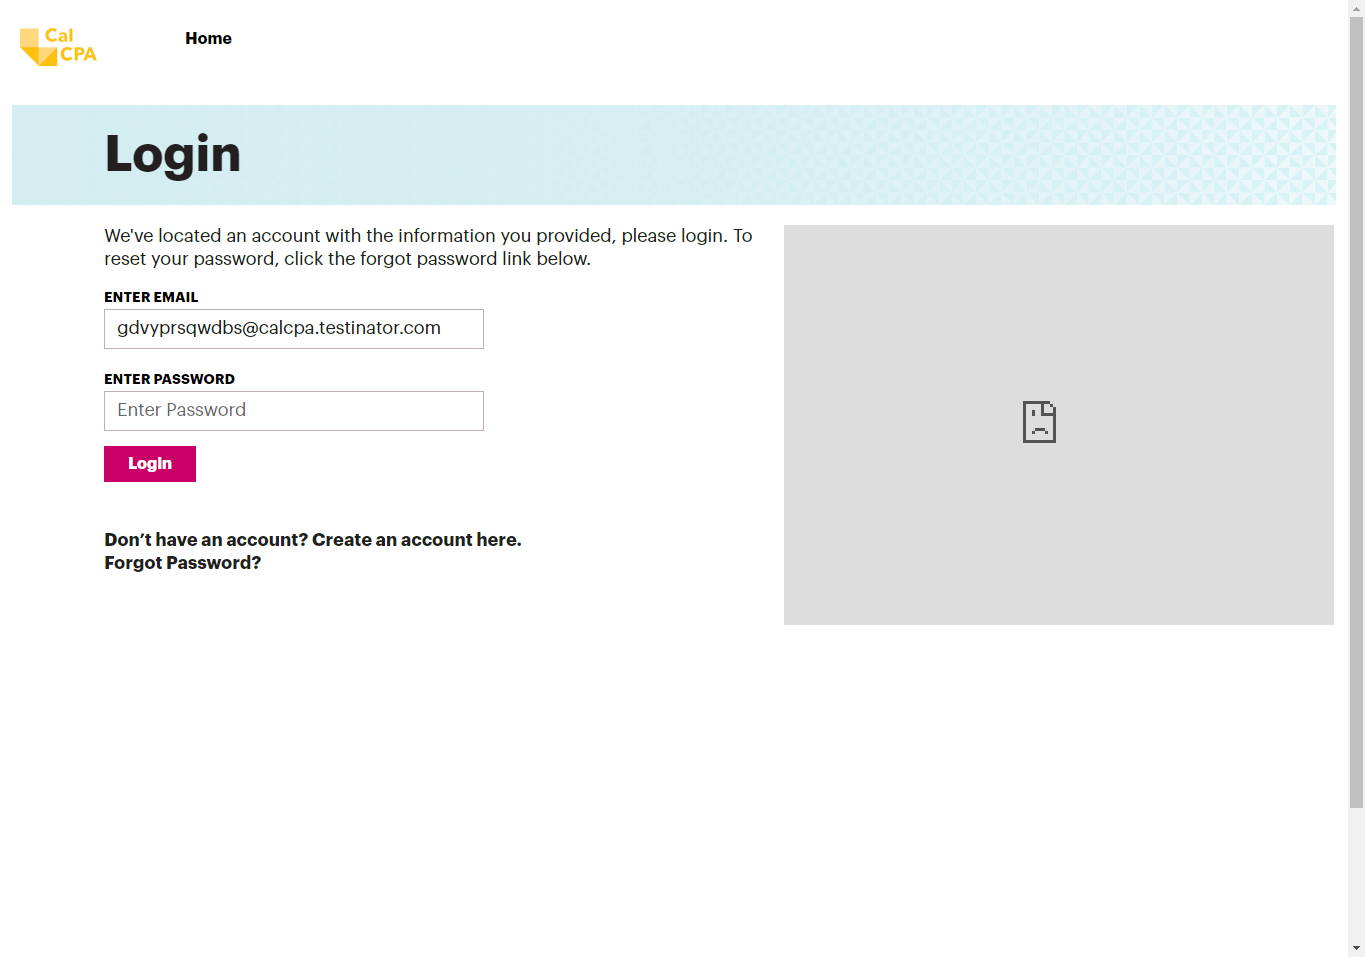 Cal
CPA
Home
Login
We've located an account with the information you provided, please login. To
reset your password, click the forgot password link below.
ENTER EMAIL
gdvyprsqwdbs@calcpa.testinator.com
ENTER PASSWORD
Enter Password
Login
Don’t have an account? Create an account here.
Forgot Password?